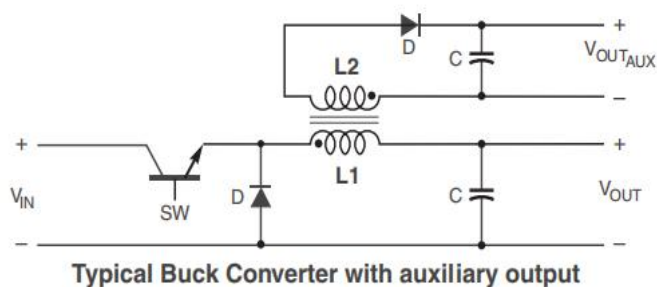 D
+
L2
C
VOUTAUX
−
+
+
L1
VIN
SW
D
C
VOUT
−
−
Typical Buck Converter with auxiliary output